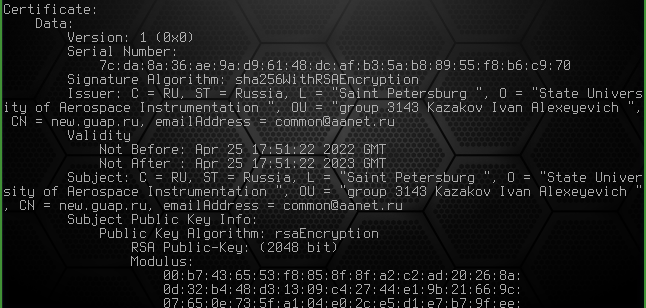 Certificate:
Data:
Version: 1 (0x0)
Serial Number:
7c:da:8a:36:ae:9a:d9:61:48:dc:af:b3:5a:b8:89:55:f8:b6:c9:70
Signature Algorithm: sha256WithRSAEncryption
Issuer: C = RU, ST = Russia, L = "Saint Petersburg ", O = "State Univers
ity of Aerospace Instrumentation ", OU = "group 3143 Kazakov Ivan Alexeyevich ",
CN = new.guap.ru, emailAddress = common@aanet.ru
Validity
Not Before: Apr 25 17:51:22 2022 GMT
Not After : Apr 25 17:51:22 2023 GMT
Subject: C = RU, ST = Russia, L = "Saint Petersburg ", O = "State Univer
sity of Aerospace Instrumentation ", OU = "group 3143 Kazakov Ivan Alexeyevich "
, CN = new.guap.ru, emailAddress = common@aanet.ru
Subject Public Key Info:
Public Key Algorithm: rsaEncryption
RSA Public-Key: (2048 bit)
Modulus:
00:b7:43:65:53:f8:85:8f:8f:a2:c2:ad:20:26:8a:
0d:32:b4:48:d3:13:09:c4:27:44:e1:9b:21:66:9c:
07:65:0e:73:5f:a1:04:e0:2c:e5:d1:e7:b7:9f:ee: